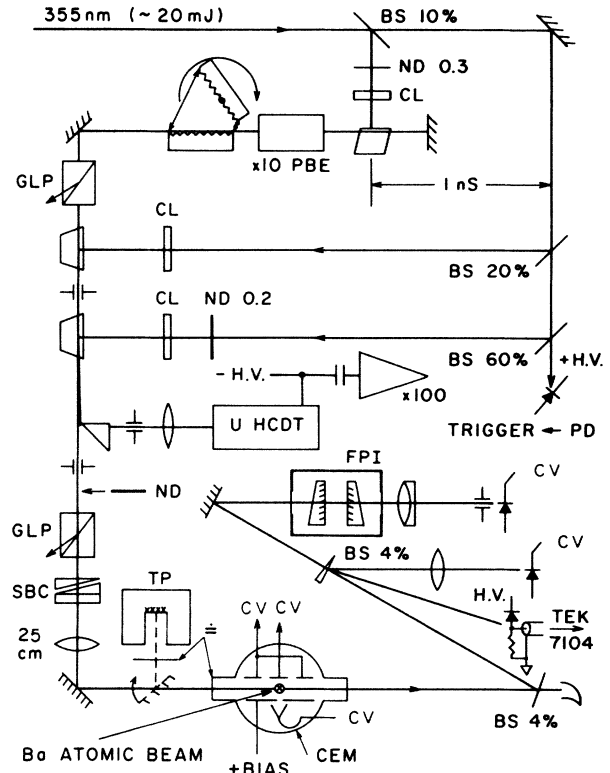 355nm (~20mJ)
BS 10%
ND 0.3
CL
x10 PBE
GLP
1 nS
CL
BS 20%
CL
ND 0.2
BS 60%
+H.V.
-H.V.
x100
U HCDT
TRIGGER ← PD
FPI
CV
← ND
BS 4%
CV
GLP
H.V.
TEK
7104
SBC
TP
CV CV
25
cm
CV
BS 4%
Ba ATOMIC BEAM
CEM
+BIAS